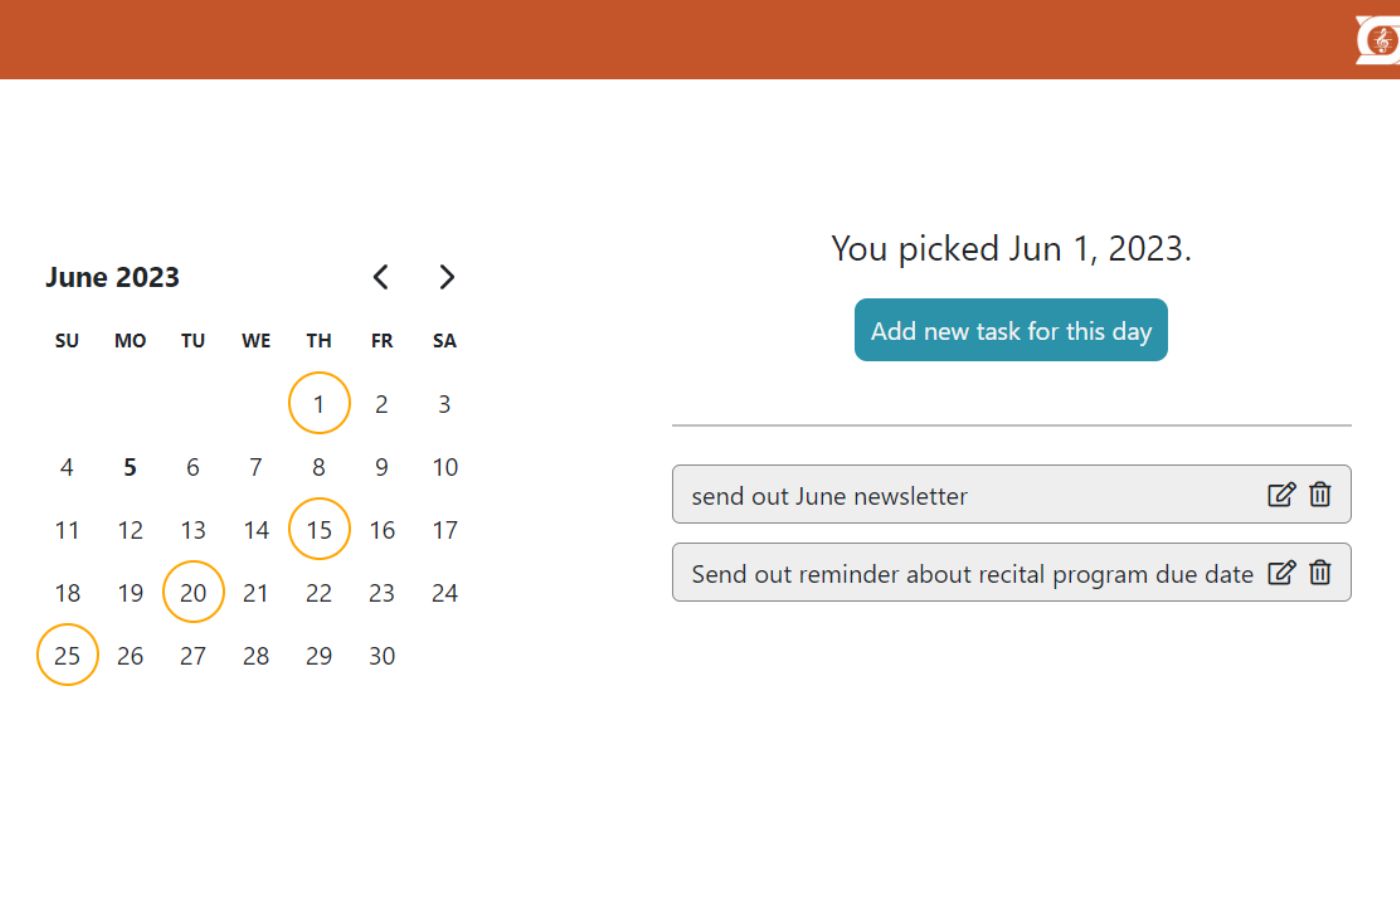 June 2023
SU MO TU WE TH FR SA
1 2 3
4 5 6 7 8 9 10
11 12 13 14 15 16 17
18 19 20 21 22 23 24
25 26 27 28 29 30
You picked Jun 1, 2023.
Add new task for this day
send out June newsletter
Send out reminder about recital program due date